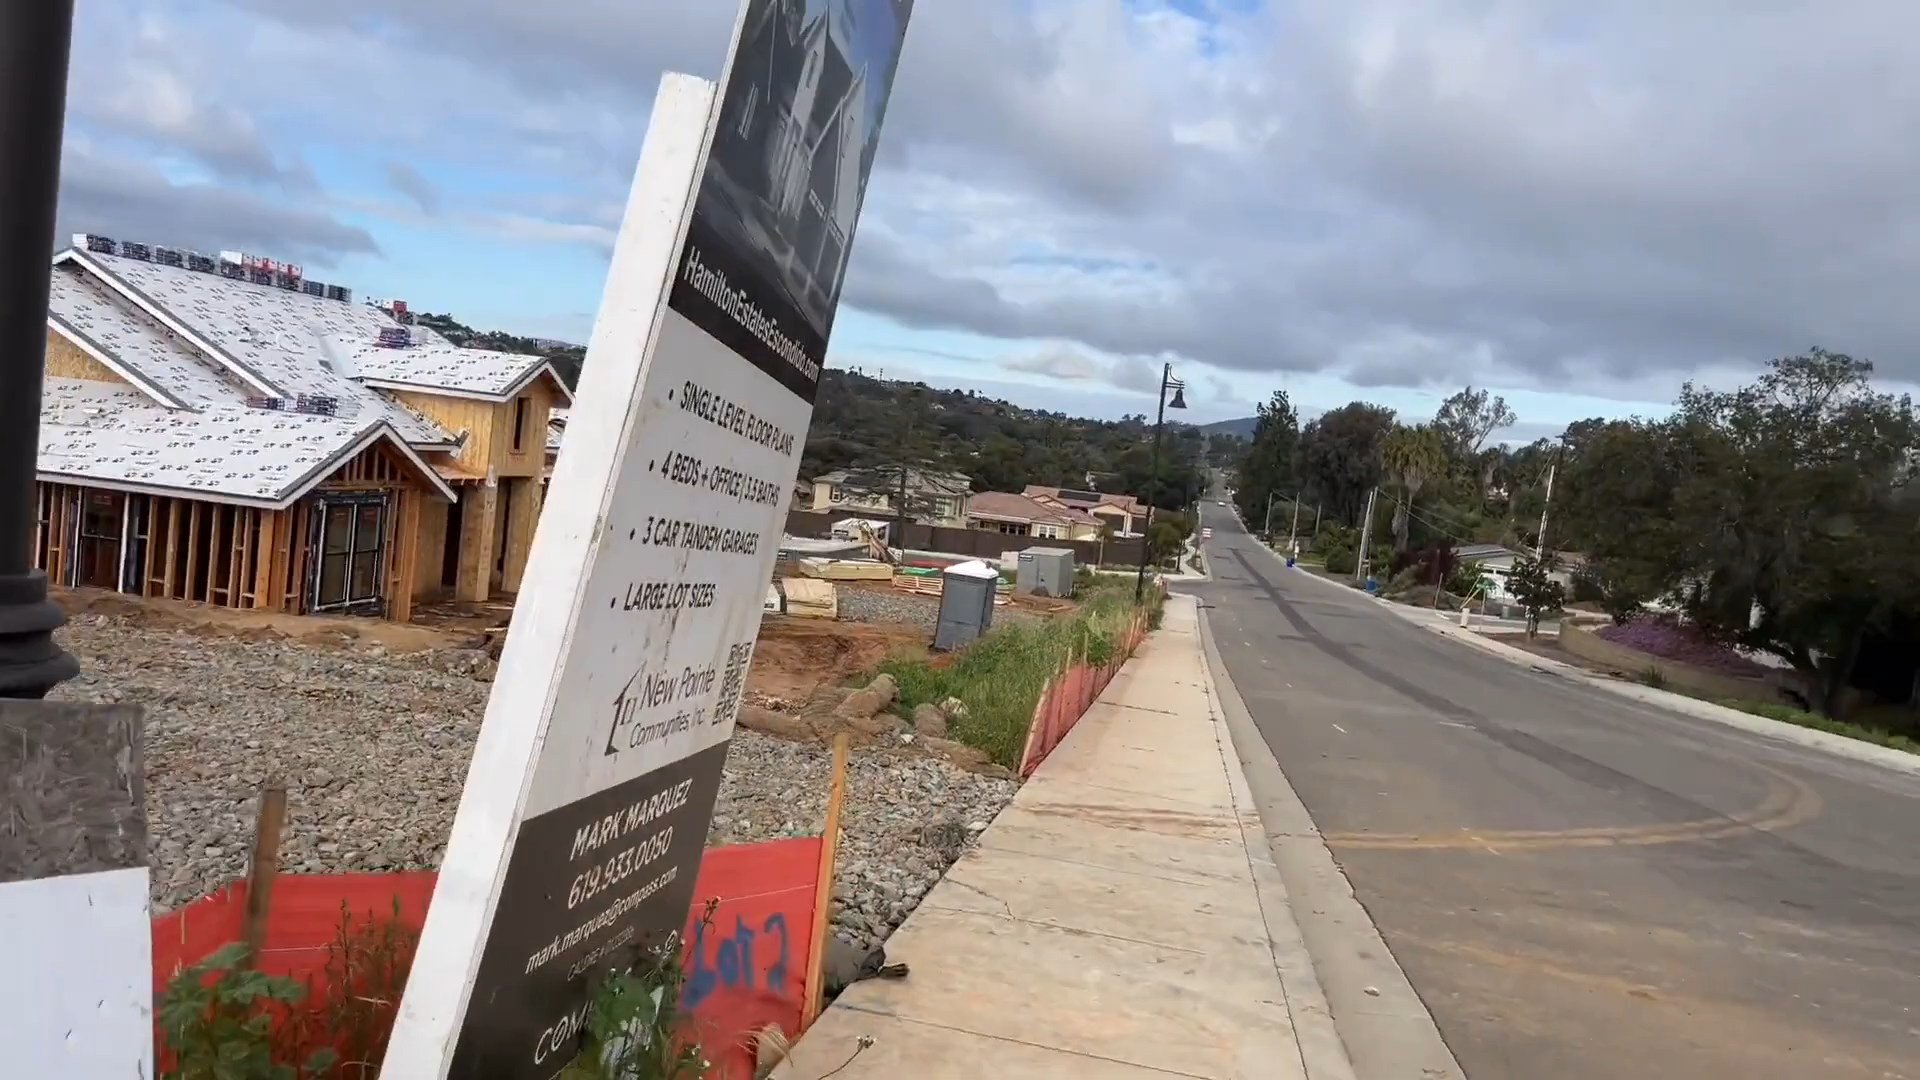 HamiltonEstatesEscondido.com
• SINGLE LEVEL FLOOR PLANS
• 4 BEDS + OFFICE | 3.5 BATHS
• 3 CAR TANDEM GARAGES
• LARGE LOT SIZES
New Pointe
Communities, Inc.
MARK MARQUEZ
619.933.0050
mark.marquez@compass.com
CALDRE #
LOT